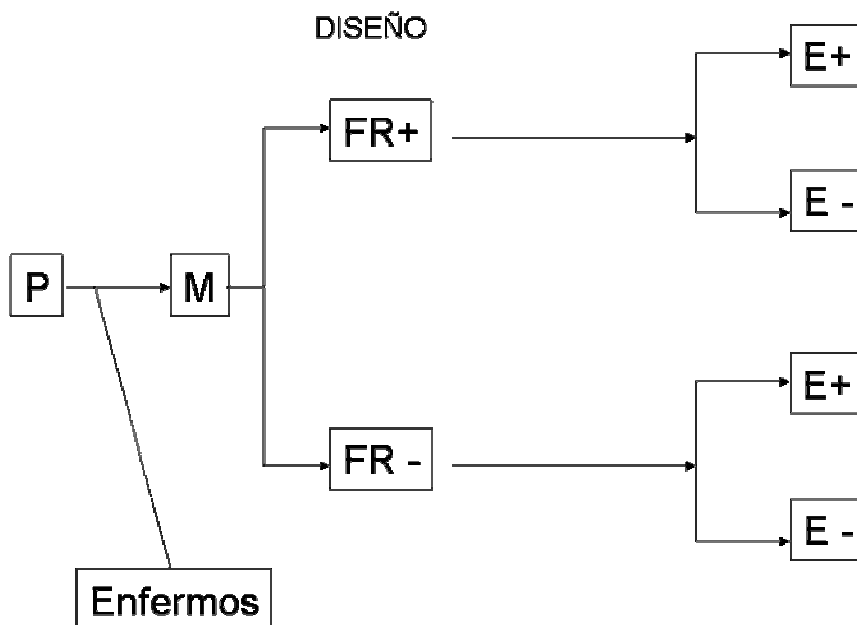 DISEÑO
E+
FR+
E -
P
M
E+
FR -
E -
Enfermos